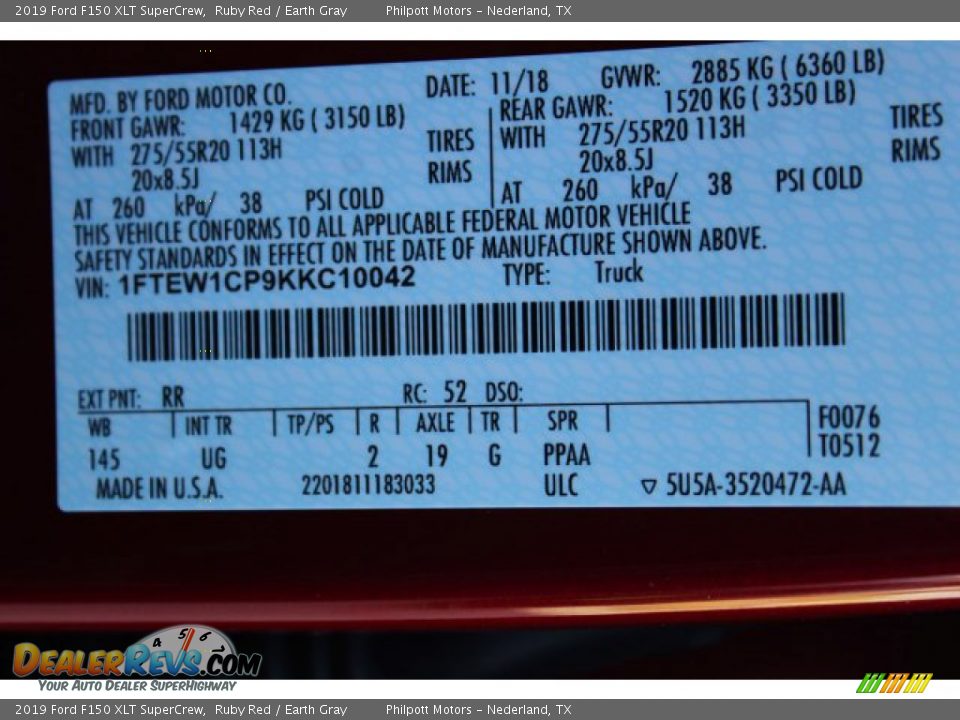 2019 Ford F150 XLT SuperCrew, Ruby Red / Earth Gray Philpott Motors - Nederland, TX
MFD. BY FORD MOTOR CO. DATE: 11/18 GVWR: 2885 KG ( 6360 LB)
FRONT GAWR: 1429 KG ( 3150 LB) REAR GAWR: 1520 KG ( 3350 LB)
WITH 275/55R20 113H TIRES WITH 275/55R20 113H TIRES
20x8.5J RIMS 20x8.5J RIMS
AT 260 kPa/ 38 PSI COLD AT 260 kPa/ 38 PSI COLD
THIS VEHICLE CONFORMS TO ALL APPLICABLE FEDERAL MOTOR VEHICLE
SAFETY STANDARDS IN EFFECT ON THE DATE OF MANUFACTURE SHOWN ABOVE.
VIN: 1FTEW1CP9KKC10042 TYPE: Truck
EXT PNT: RR RC: 52 DSO:
WB INT TR TP/PS R AXLE TR SPR F0076
145 UG 2 19 G PPAA T0512
MADE IN U.S.A. 2201811183033 ULC ▽ 5U5A-3520472-AA
4 5 6
DEALERREVS.COM
YOUR AUTO DEALER SUPERHIGHWAY
2019 Ford F150 XLT SuperCrew, Ruby Red / Earth Gray Philpott Motors - Nederland, TX